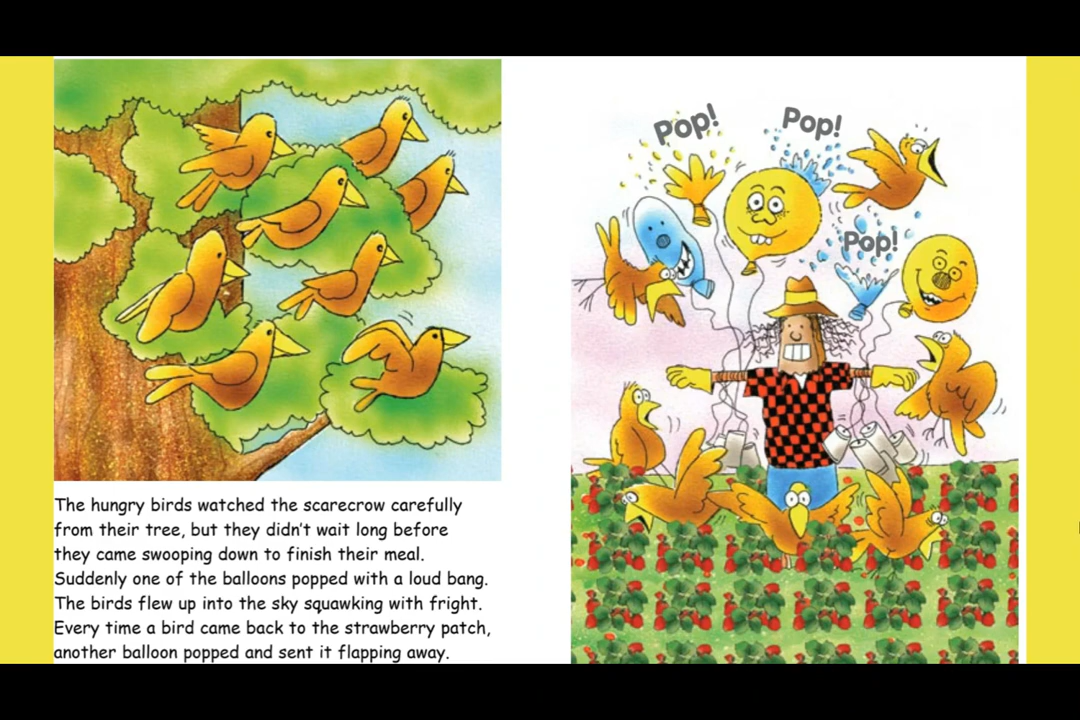 The hungry birds watched the scarecrow carefully
from their tree, but they didn't wait long before
they came swooping down to finish their meal.
Suddenly one of the balloons popped with a loud bang.
The birds flew up into the sky squawking with fright.
Every time a bird came back to the strawberry patch,
another balloon popped and sent it flapping away.
Pop!
Pop!
Pop!